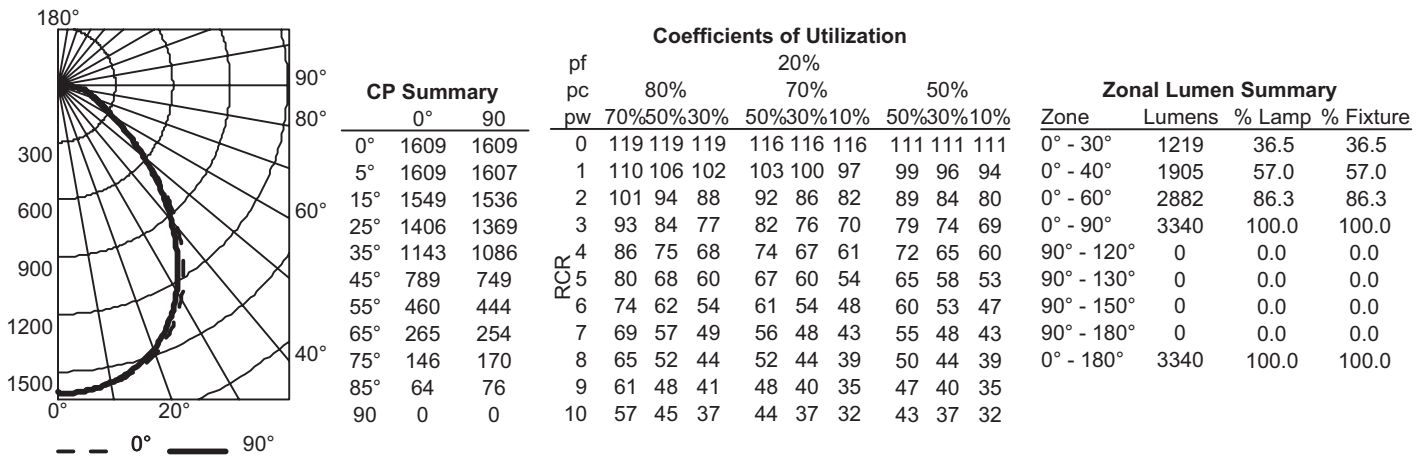 180°
90°
80°
60°
40°
300
600
900
1200
1500
0° 20°
0° 90°
CP Summary
0° 90
0° 1609 1609
5° 1609 1607
15° 1549 1536
25° 1406 1369
35° 1143 1086
45° 789 749
55° 460 444
65° 265 254
75° 146 170
85° 64 76
90 0 0
Coefficients of Utilization
pf 20%
pc 80% 70% 50%
pw 70%50%30% 50%30%10% 50%30%10%
RCR
0 119 119 119 116 116 116 111 111 111
1 110 106 102 103 100 97 99 96 94
2 101 94 88 92 86 82 89 84 80
3 93 84 77 82 76 70 79 74 69
4 86 75 68 74 67 61 72 65 60
5 80 68 60 67 60 54 65 58 53
6 74 62 54 61 54 48 60 53 47
7 69 57 49 56 48 43 55 48 43
8 65 52 44 52 44 39 50 44 39
9 61 48 41 48 40 35 47 40 35
10 57 45 37 44 37 32 43 37 32
Zonal Lumen Summary
Zone Lumens % Lamp % Fixture
0° - 30° 1219 36.5 36.5
0° - 40° 1905 57.0 57.0
0° - 60° 2882 86.3 86.3
0° - 90° 3340 100.0 100.0
90° - 120° 0 0.0 0.0
90° - 130° 0 0.0 0.0
90° - 150° 0 0.0 0.0
90° - 180° 0 0.0 0.0
0° - 180° 3340 100.0 100.0